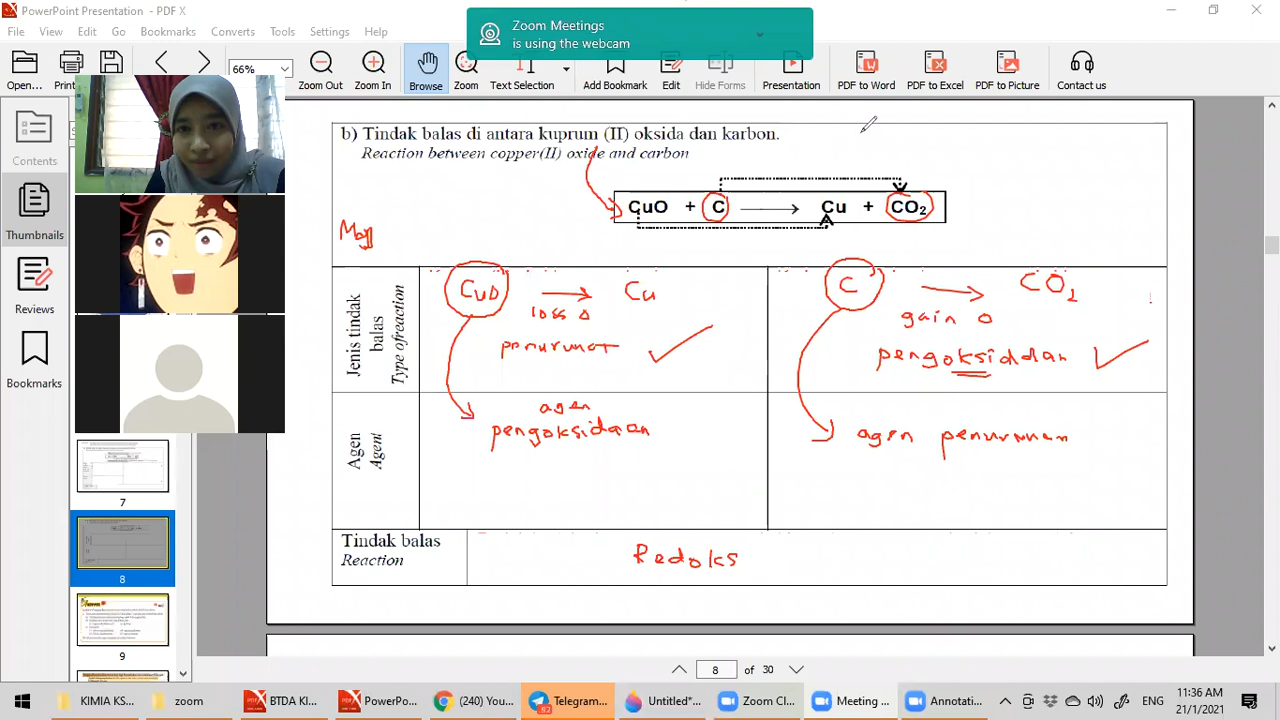 PowerPoint Presentation - PDF X
Zoom Meetings
is using the webcam
File View Edit Go Bookmarks Converts Tools Settings Help
66%
Open... Print Zoom Out Zoom In Browse Zoom Text Selection Add Bookmark Edit Hide Forms Presentation PDF to Word PDF to Excel PDF to Picture Contact us
Contents
Thumbnails
Reviews
Bookmarks
b) Tindak balas di antara kuprum (II) oksida dan karbon.
Reaction between copper(II) oxide and carbon
CuO + C → Cu + CO₂
Jenis tindak balas
Type ofreaction
CuO → Cu
loss O
penurunan ✓
C → CO₂
gain O
pengoksidaan ✓
Agen
Agent
agen
pengoksidaan
agen penurunan
Tindak balas
Reaction
Redoks
7
8
9
8 of 30
KIMIA KS...
zoom
BTDA KI...
PowerPo...
(240) You...
Telegram...
82
Untitled*...
Zoom Cl...
Meeting ...
Annotati...
ENG
11:36 AM
21/1/2021